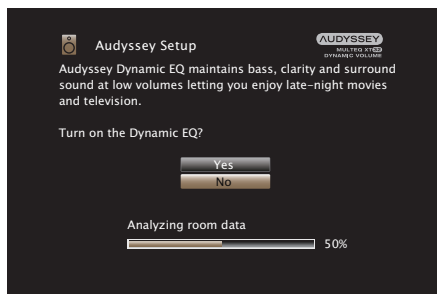 Audyssey Setup
AUDYSSEY
MULTEQ XT32
DYNAMIC VOLUME
Audyssey Dynamic EQ maintains bass, clarity and surround
sound at low volumes letting you enjoy late-night movies
and television.
Turn on the Dynamic EQ?
Yes
No
Analyzing room data
50%